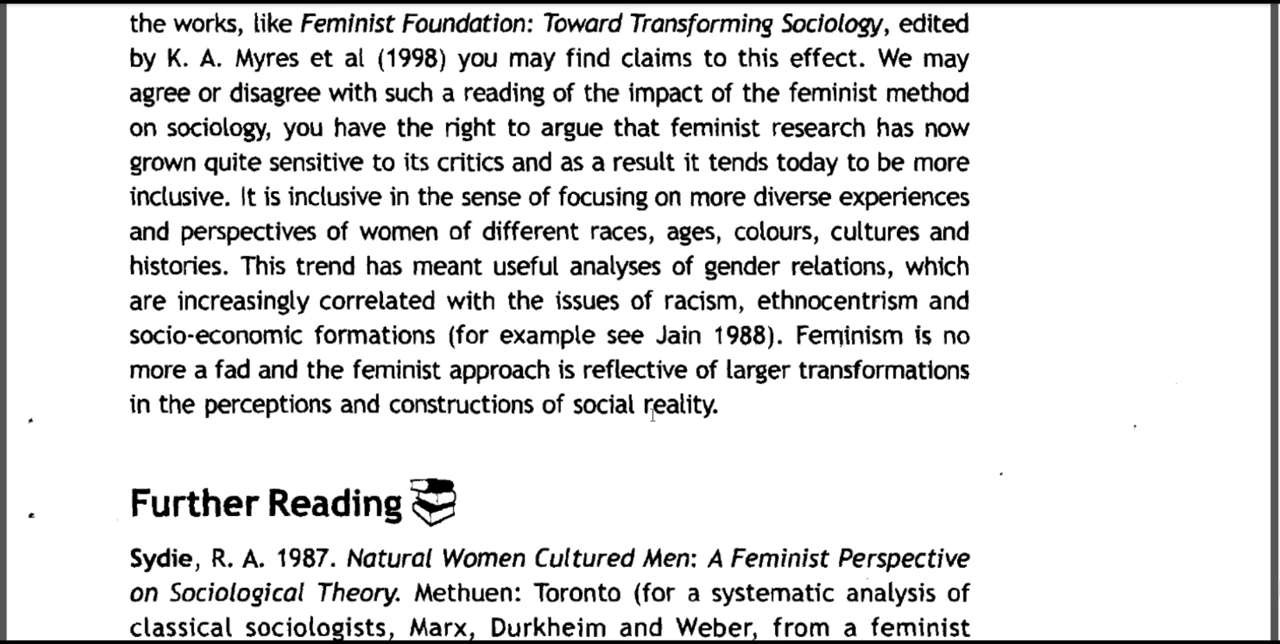 the works, like Feminist Foundation: Toward Transforming Sociology, edited
by K. A. Myres et al (1998) you may find claims to this effect. We may
agree or disagree with such a reading of the impact of the feminist method
on sociology, you have the right to argue that feminist research has now
grown quite sensitive to its critics and as a result it tends today to be more
inclusive. It is inclusive in the sense of focusing on more diverse experiences
and perspectives of women of different races, ages, colours, cultures and
histories. This trend has meant useful analyses of gender relations, which
are increasingly correlated with the issues of racism, ethnocentrism and
socio-economic formations (for example see Jain 1988). Feminism is no
more a fad and the feminist approach is reflective of larger transformations
in the perceptions and constructions of social reality.
Further Reading
Sydie, R. A. 1987. Natural Women Cultured Men: A Feminist Perspective
on Sociological Theory. Methuen: Toronto (for a systematic analysis of
classical sociologists, Marx, Durkheim and Weber, from a feminist